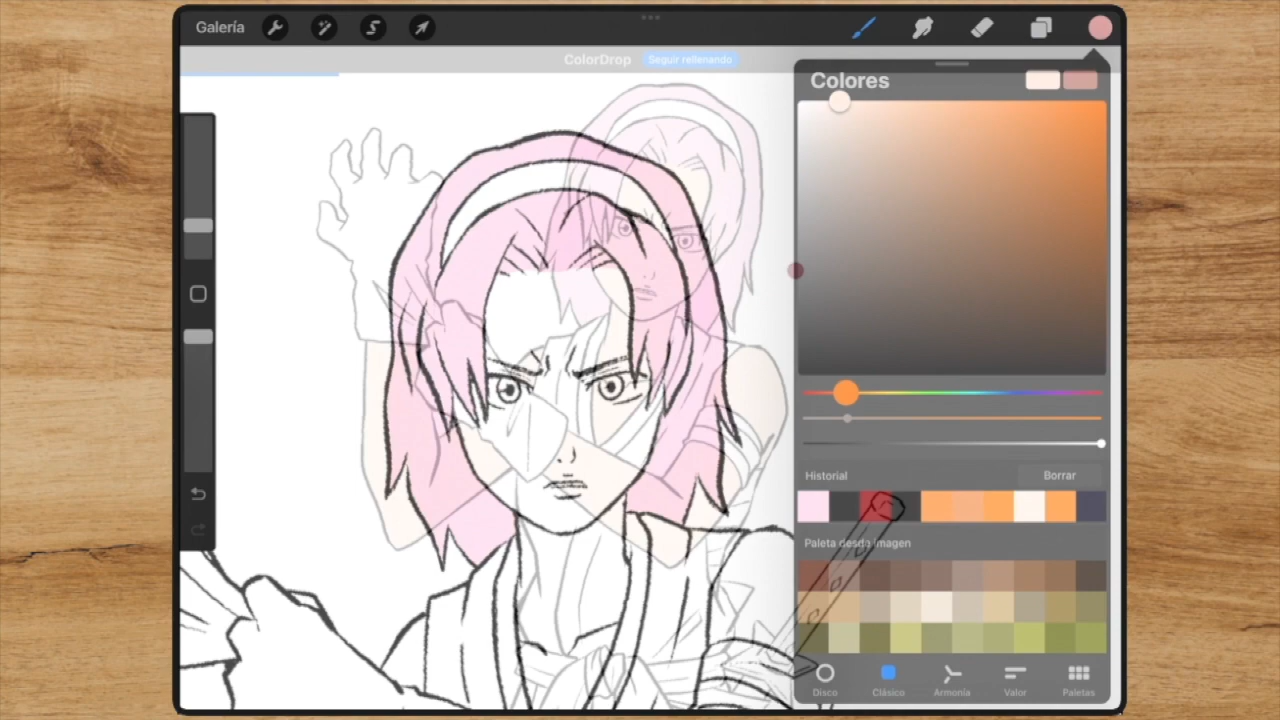 Galería
ColorDrop Seguir rellenando
Colores
Historial Borrar
Paleta desde imagen
Disco Clásico Armonía Valor Paletas